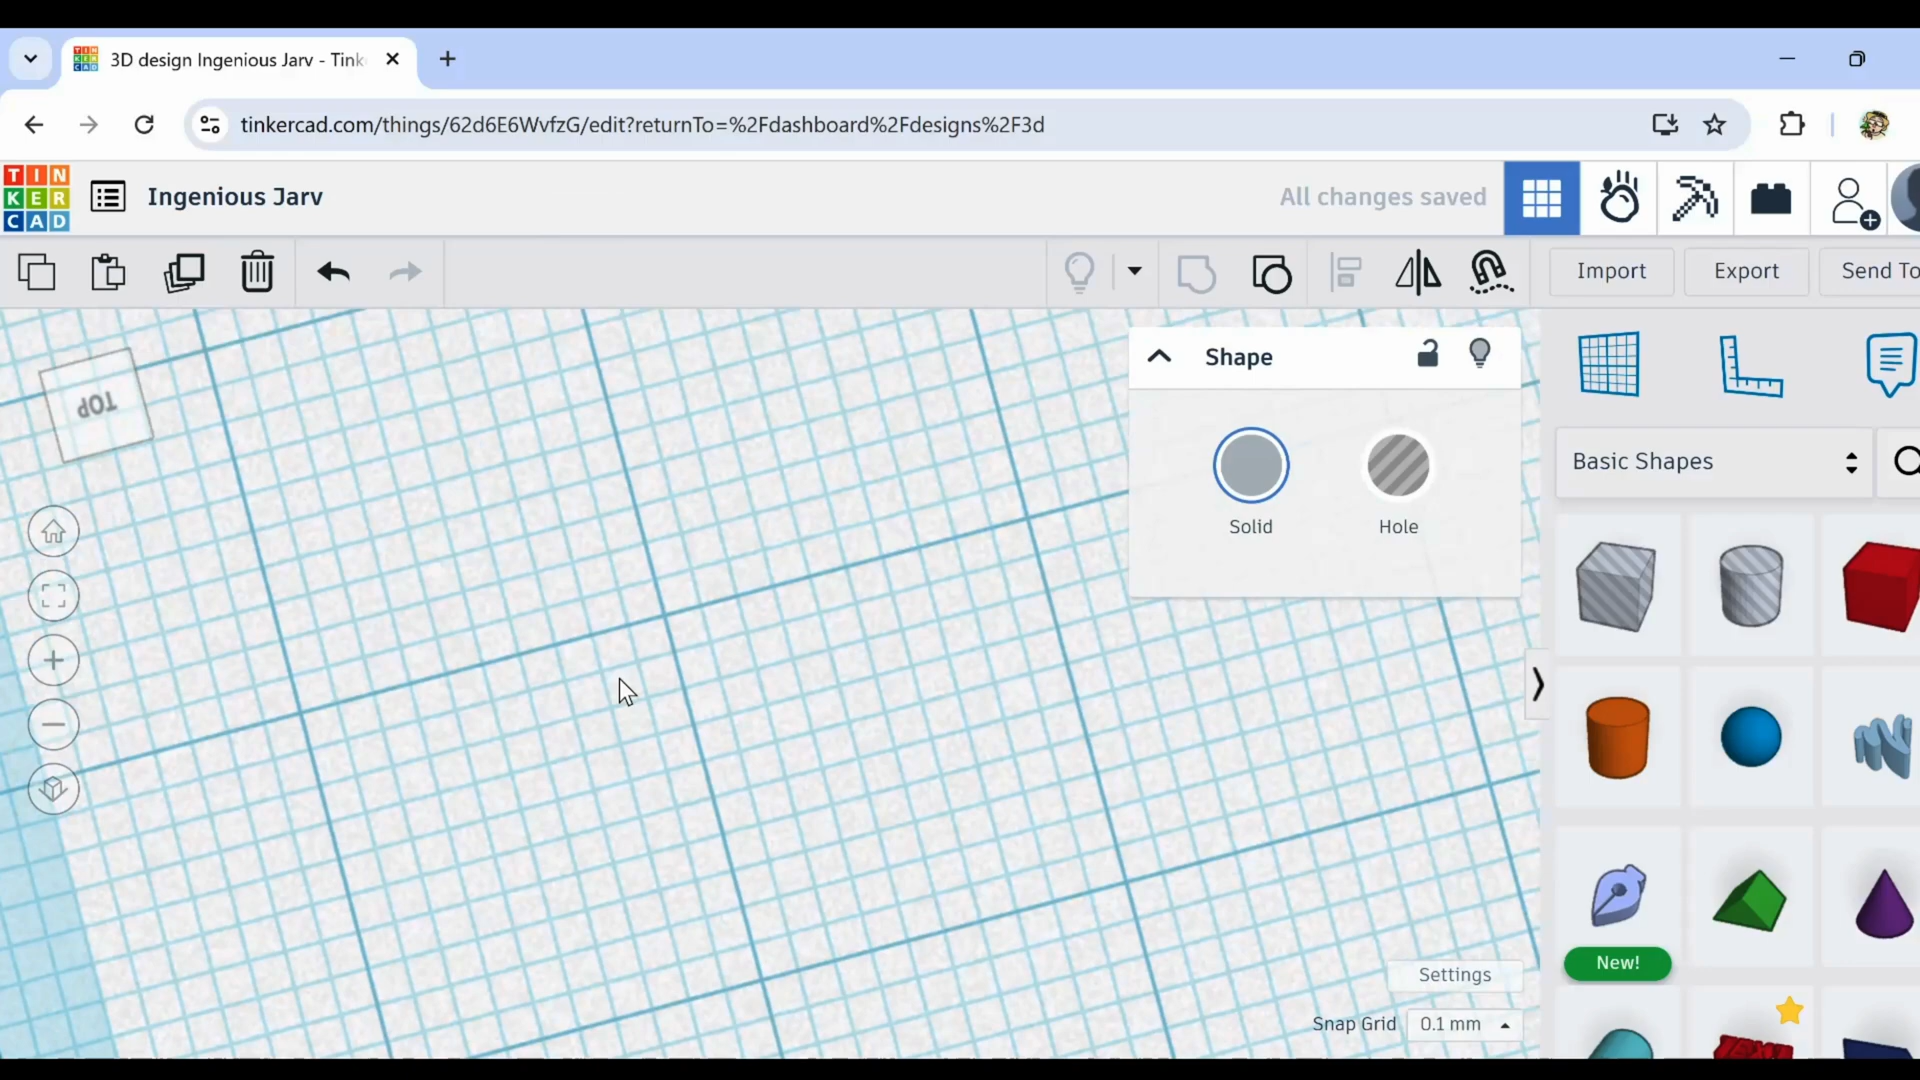 3D design Ingenious Jarv - Tink
tinkercad.com/things/62d6E6WvfzG/edit?returnTo=%2Fdashboard%2Fdesigns%2F3d
TIN
KER
CAD
Ingenious Jarv
All changes saved
Import
Export
Send To
TOP
Shape
Solid
Hole
Basic Shapes
New!
Settings
Snap Grid
0.1 mm